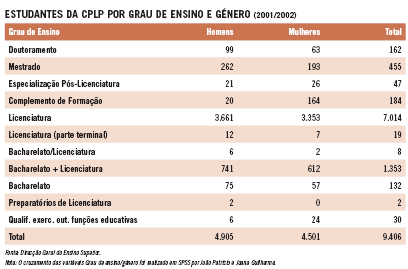 ESTUDANTES DA CPLP POR GRAU DE ENSINO E GÉNERO (2001/2002)
Grau de Ensino Homens Mulheres Total
Doutoramento 99 63 162
Mestrado 262 193 455
Especialização Pós-Licenciatura 21 26 47
Complemento de Formação 20 164 184
Licenciatura 3.661 3.353 7.014
Licenciatura (parte terminal) 12 7 19
Bacharelato/Licenciatura 6 2 8
Bacharelato + Licenciatura 741 612 1.353
Bacharelato 75 57 132
Preparatórios de Licenciatura 2 0 2
Qualif. exerc. out. funções educativas 6 24 30
Total 4.905 4.501 9.406
Fonte: Direcção Geral do Ensino Superior.
Nota: O cruzamento das variáveis Grau de ensino/género foi realizado em SPSS por João Patrício e Joana Guilherme.